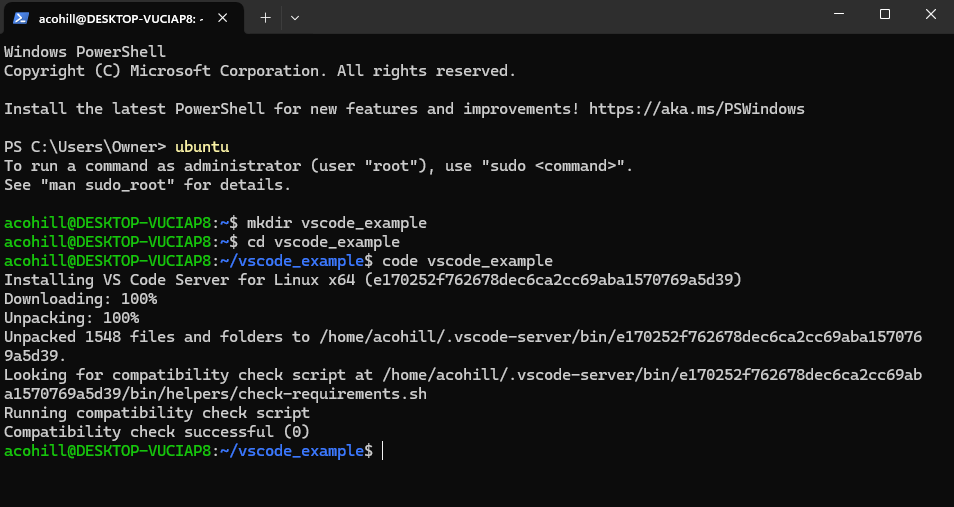 acohill@DESKTOP-VUCIAP8: ~
Windows PowerShell
Copyright (C) Microsoft Corporation. All rights reserved.
Install the latest PowerShell for new features and improvements! https://aka.ms/PSWindows
PS C:\Users\Owner> ubuntu
To run a command as administrator (user "root"), use "sudo <command>".
See "man sudo_root" for details.
acohill@DESKTOP-VUCIAP8:~$ mkdir vscode_example
acohill@DESKTOP-VUCIAP8:~$ cd vscode_example
acohill@DESKTOP-VUCIAP8:~/vscode_example$ code vscode_example
Installing VS Code Server for Linux x64 (e170252f762678dec6ca2cc69aba1570769a5d39)
Downloading: 100%
Unpacking: 100%
Unpacked 1548 files and folders to /home/acohill/.vscode-server/bin/e170252f762678dec6ca2cc69aba157076
9a5d39.
Looking for compatibility check script at /home/acohill/.vscode-server/bin/e170252f762678dec6ca2cc69ab
a1570769a5d39/bin/helpers/check-requirements.sh
Running compatibility check script
Compatibility check successful (0)
acohill@DESKTOP-VUCIAP8:~/vscode_example$